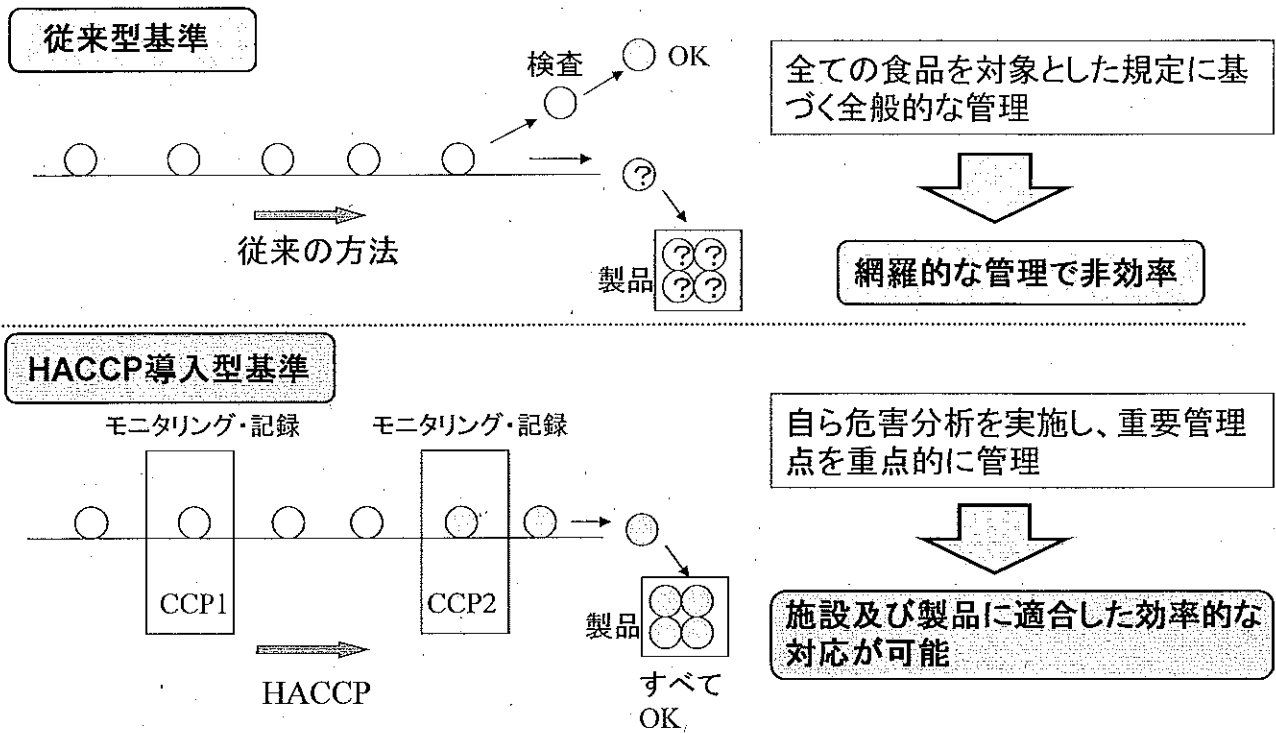 従来型基準
検査
OK
?
従来の方法
製品
? ?
? ?
全ての食品を対象とした規定に基
づく全般的な管理
網羅的な管理で非効率
HACCP導入型基準
モニタリング・記録
モニタリング・記録
CCP1
CCP2
HACCP
製品
すべて
OK
自ら危害分析を実施し、重要管理
点を重点的に管理
施設及び製品に適合した効率的な
対応が可能